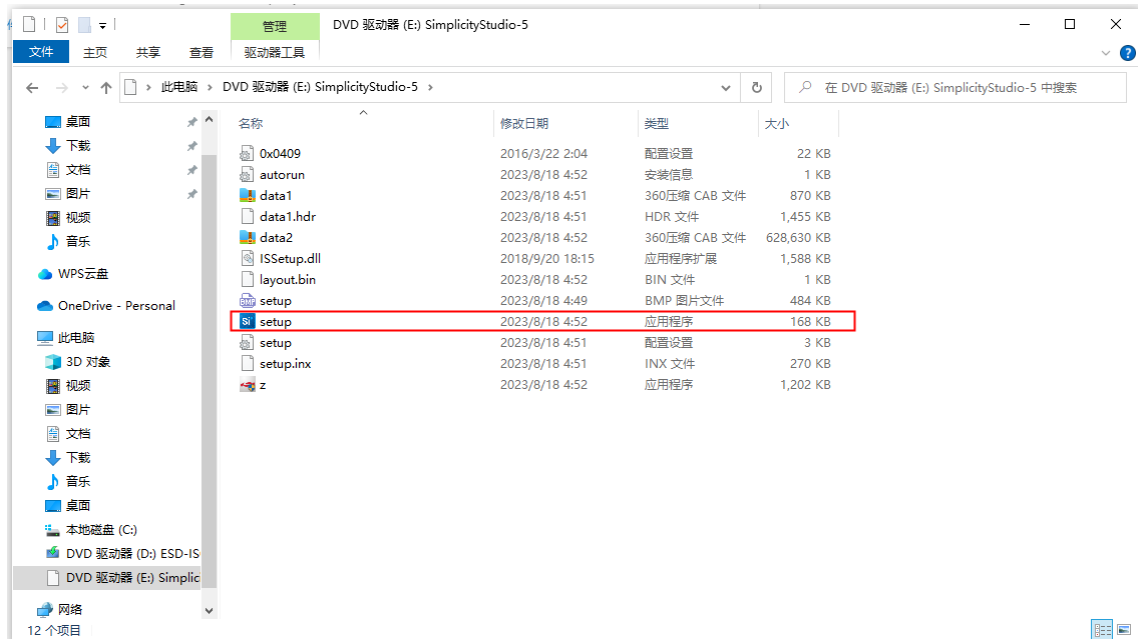 管理
DVD 驱动器 (E:) SimplicityStudio-5
文件 主页 共享 查看 驱动器工具
此电脑 › DVD 驱动器 (E:) SimplicityStudio-5 ›
在 DVD 驱动器 (E:) SimplicityStudio-5 中搜索
桌面
下载
文档
图片
视频
音乐
WPS云盘
OneDrive - Personal
此电脑
3D 对象
视频
图片
文档
下载
音乐
桌面
本地磁盘 (C:)
DVD 驱动器 (D:) ESD-IS
DVD 驱动器 (E:) Simplic
网络
名称 修改日期 类型 大小
0x0409 2016/3/22 2:04 配置设置 22 KB
autorun 2023/8/18 4:52 安装信息 1 KB
data1 2023/8/18 4:51 360压缩 CAB 文件 870 KB
data1.hdr 2023/8/18 4:51 HDR 文件 1,455 KB
data2 2023/8/18 4:52 360压缩 CAB 文件 628,630 KB
ISSetup.dll 2018/9/20 18:15 应用程序扩展 1,588 KB
layout.bin 2023/8/18 4:52 BIN 文件 1 KB
setup 2023/8/18 4:49 BMP 图片文件 484 KB
setup 2023/8/18 4:52 应用程序 168 KB
setup 2023/8/18 4:51 配置设置 3 KB
setup.inx 2023/8/18 4:51 INX 文件 270 KB
z 2023/8/18 4:52 应用程序 1,202 KB
12 个项目